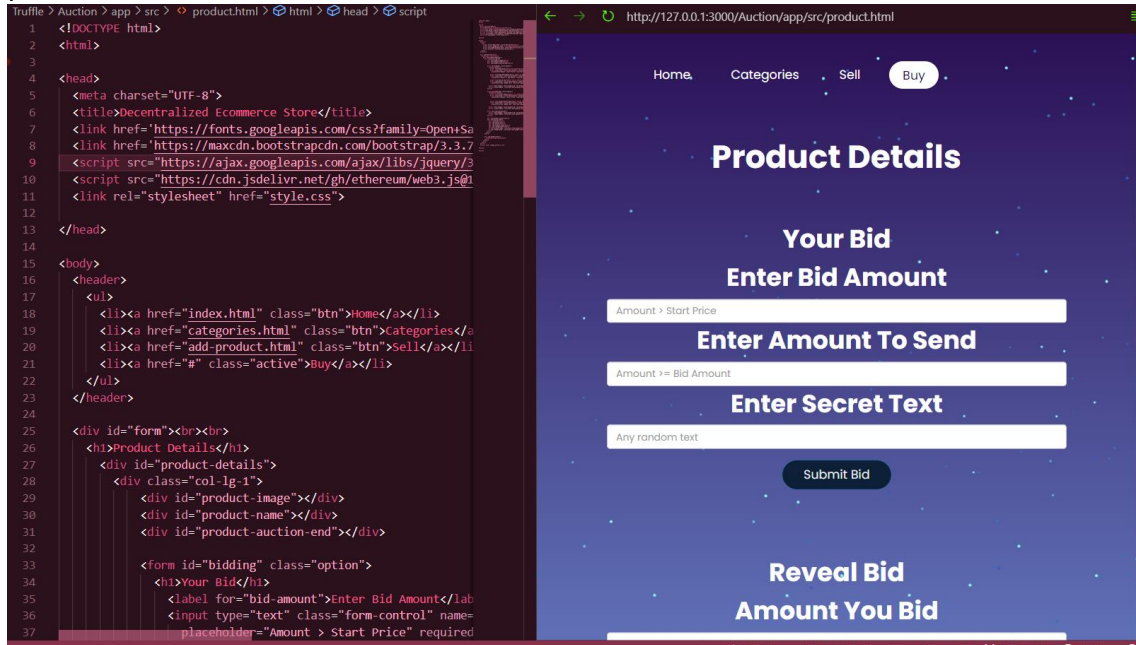 Truffle > Auction > app > src > product.html > html > head > script
1 <!DOCTYPE html>
2 <html>
3
4 <head>
5 <meta charset="UTF-8">
6 <title>Decentralized Ecommerce Store</title>
7 <link href='https://fonts.googleapis.com/css?family=Open+Sa
8 <link href='https://maxcdn.bootstrapcdn.com/bootstrap/3.3.7
9 <script src="https://ajax.googleapis.com/ajax/libs/jquery/3
10 <script src="https://cdn.jsdelivr.net/gh/ethereum/web3.js@1
11 <link rel="stylesheet" href="style.css">
12
13 </head>
14
15 <body>
16 <header>
17 <ul>
18 <li><a href="index.html" class="btn">Home</a></li>
19 <li><a href="categories.html" class="btn">Categories</a
20 <li><a href="add-product.html" class="btn">Sell</a></li
21 <li><a href="#" class="active">Buy</a></li>
22 </ul>
23 </header>
24
25 <div id="form"><br><br>
26 <h1>Product Details</h1>
27 <div id="product-details">
28 <div class="col-lg-1">
29 <div id="product-image"></div>
30 <div id="product-name"></div>
31 <div id="product-auction-end"></div>
32
33 <form id="bidding" class="option">
34 <h1>Your Bid</h1>
35 <label for="bid-amount">Enter Bid Amount</lab
36 <input type="text" class="form-control" name=
37 placeholder="Amount > Start Price" required
http://127.0.0.1:3000/Auction/app/src/product.html
Home Categories Sell Buy
Product Details
Your Bid
Enter Bid Amount
Amount > Start Price
Enter Amount To Send
Amount >= Bid Amount
Enter Secret Text
Any random text
Submit Bid
Reveal Bid
Amount You Bid